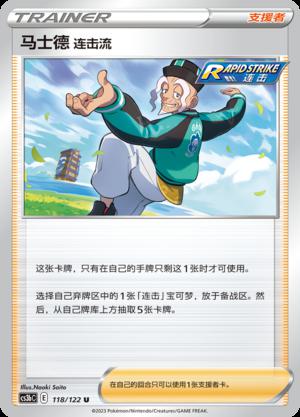 TRAINER
支援者
马士德 连击流
RAPID STRIKE
连击
这张卡牌，只有在自己的手牌只剩这1张时才可使用。
选择自己弃牌区中的1张「连击」宝可梦，放于备战区。然
后，从自己牌库上方抽取5张卡牌。
Illus.Naoki Saito
在自己的回合只可以使用1张支援者卡。
cs3bC E 118/122 U
©2023 Pokémon/Nintendo/Creatures/GAME FREAK.